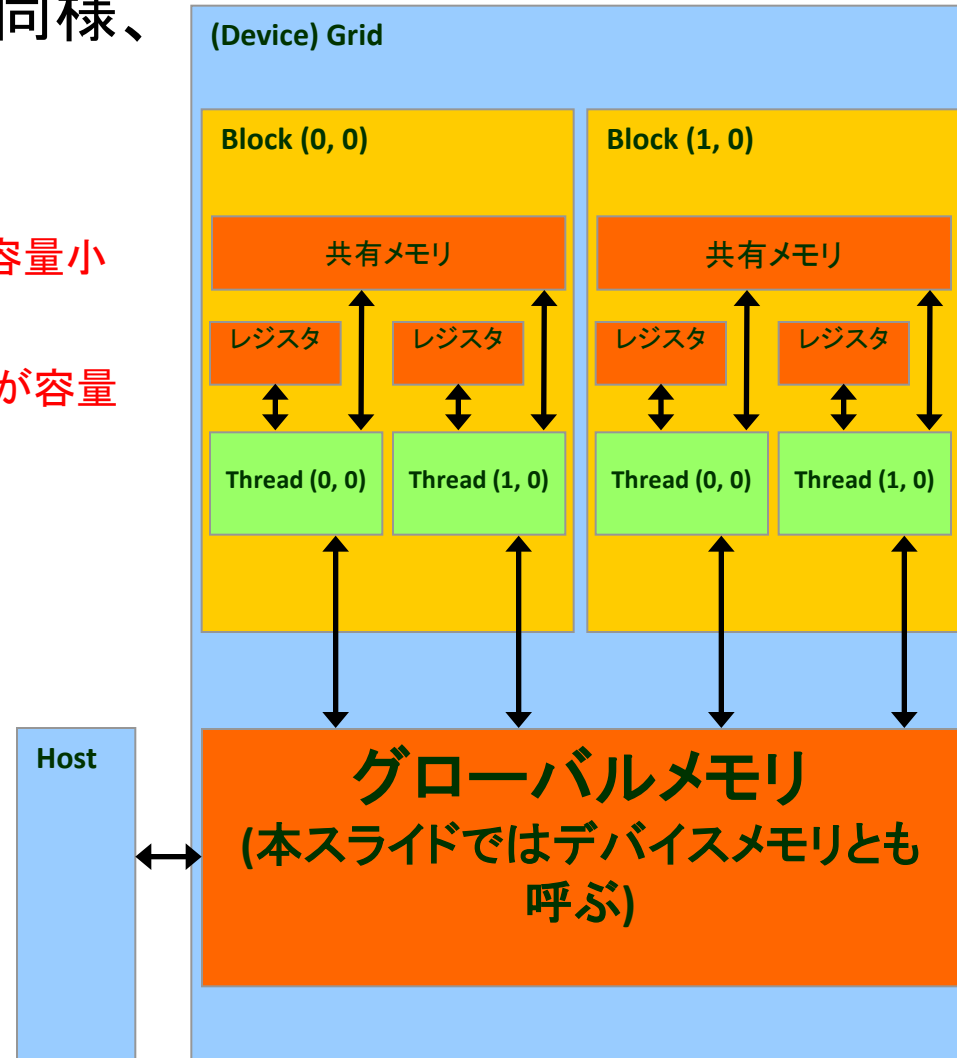 同様、
容量小
が容量
(Device) Grid
Block (0, 0)
共有メモリ
レジスタ
レジスタ
Thread (0, 0)
Thread (1, 0)
Block (1, 0)
共有メモリ
レジスタ
レジスタ
Thread (0, 0)
Thread (1, 0)
Host
グローバルメモリ
(本スライドではデバイスメモリとも
呼ぶ)